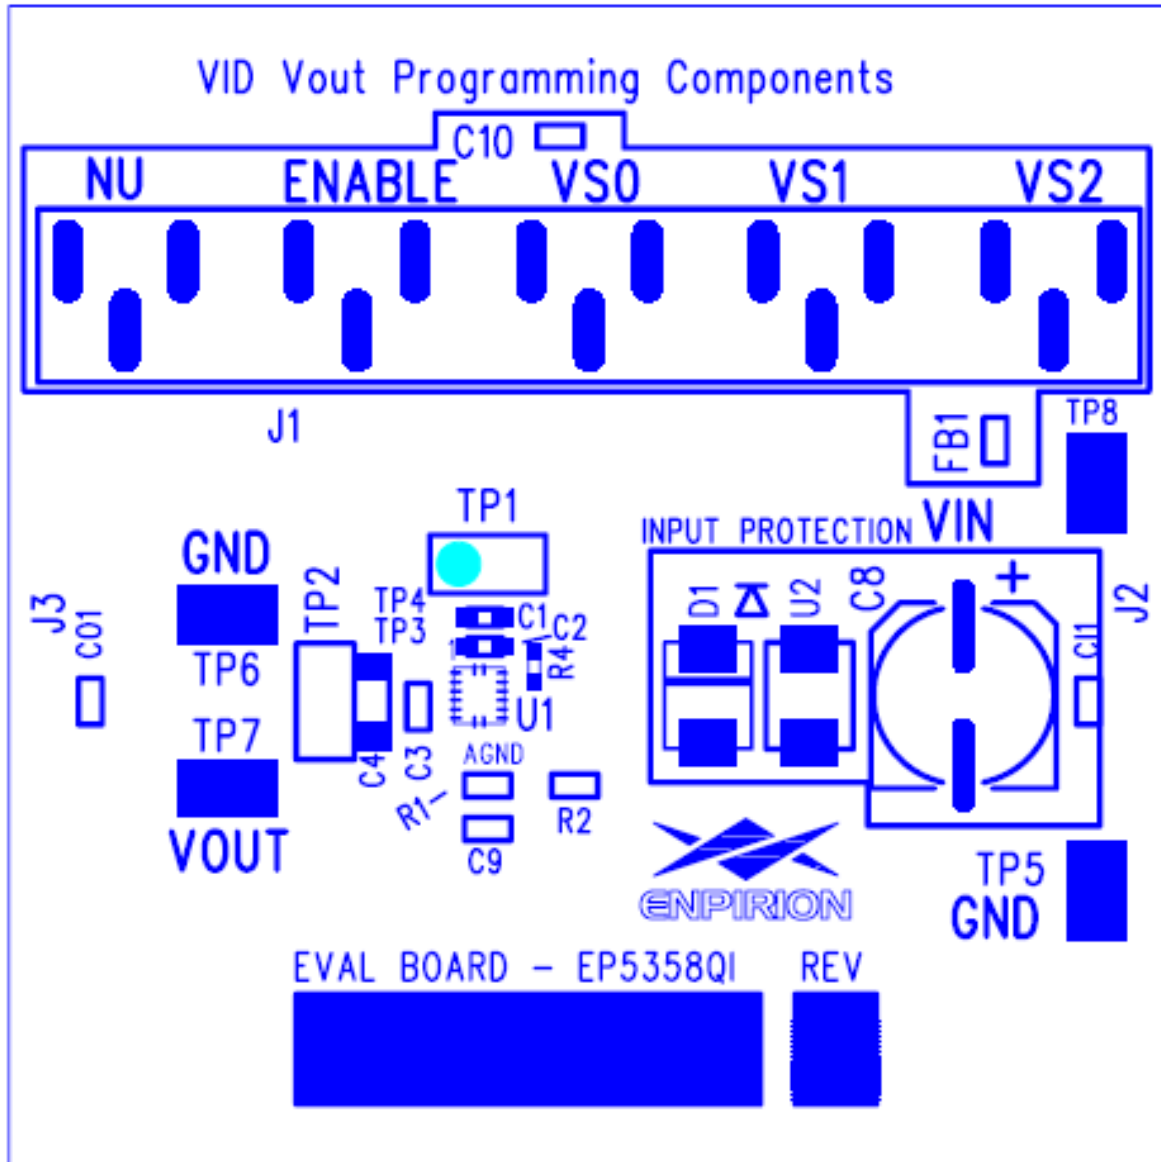 VID Vout Programming Components
C10
NU ENABLE VS0 VS1 VS2
J1
FB1
TP8
TP1
INPUT PROTECTION VIN
GND
TP2
TP4
TP3
C1
C2
R4
D1
U2
C8
+
J2
J3
C01
CI1
TP6
U1
TP7
AGND
C4
C3
R1
R2
VOUT
C9
TP5
GND
ENPIRION
EVAL BOARD - EP5358QI REV